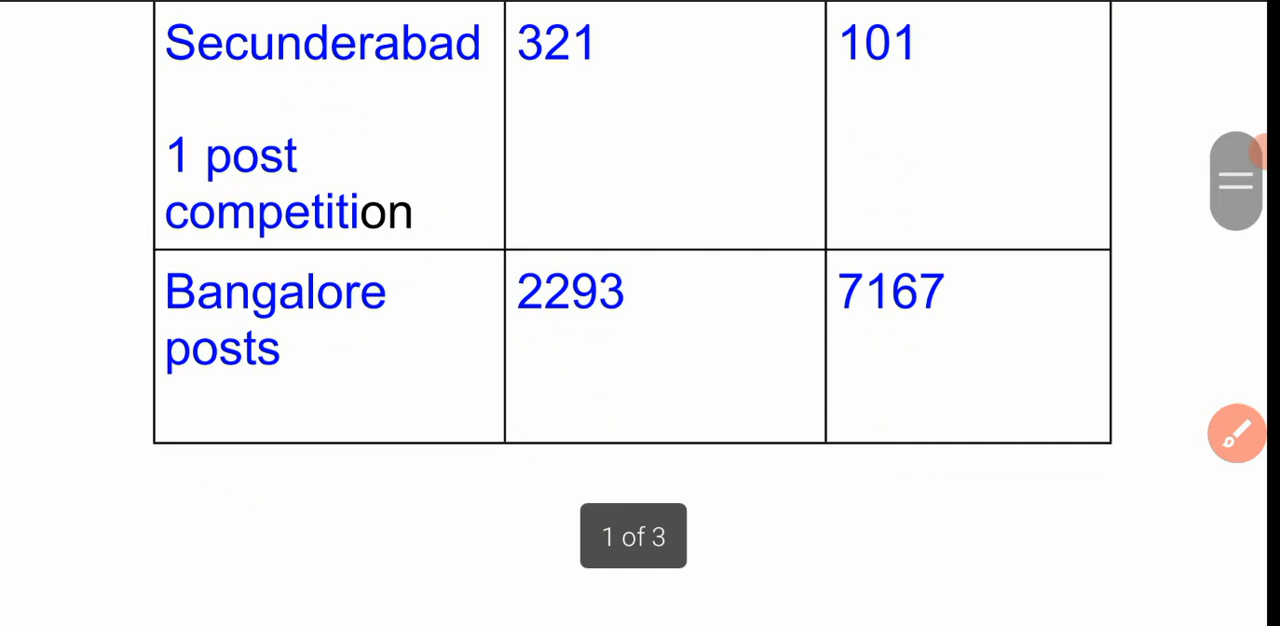 Secunderabad 321 101
1 post
competition
Bangalore 2293 7167
posts
1 of 3